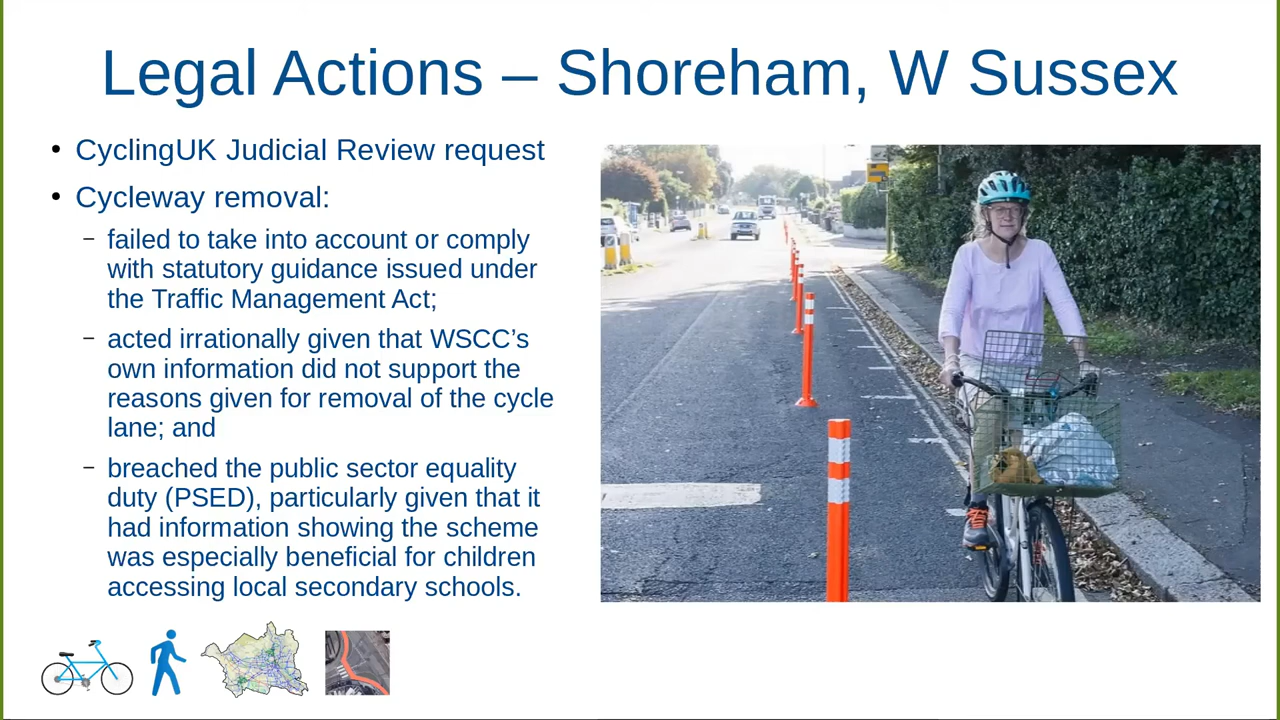 Legal Actions – Shoreham, W Sussex
• CyclingUK Judicial Review request
• Cycleway removal:
– failed to take into account or comply
with statutory guidance issued under
the Traffic Management Act;
– acted irrationally given that WSCC’s
own information did not support the
reasons given for removal of the cycle
lane; and
– breached the public sector equality
duty (PSED), particularly given that it
had information showing the scheme
was especially beneficial for children
accessing local secondary schools.